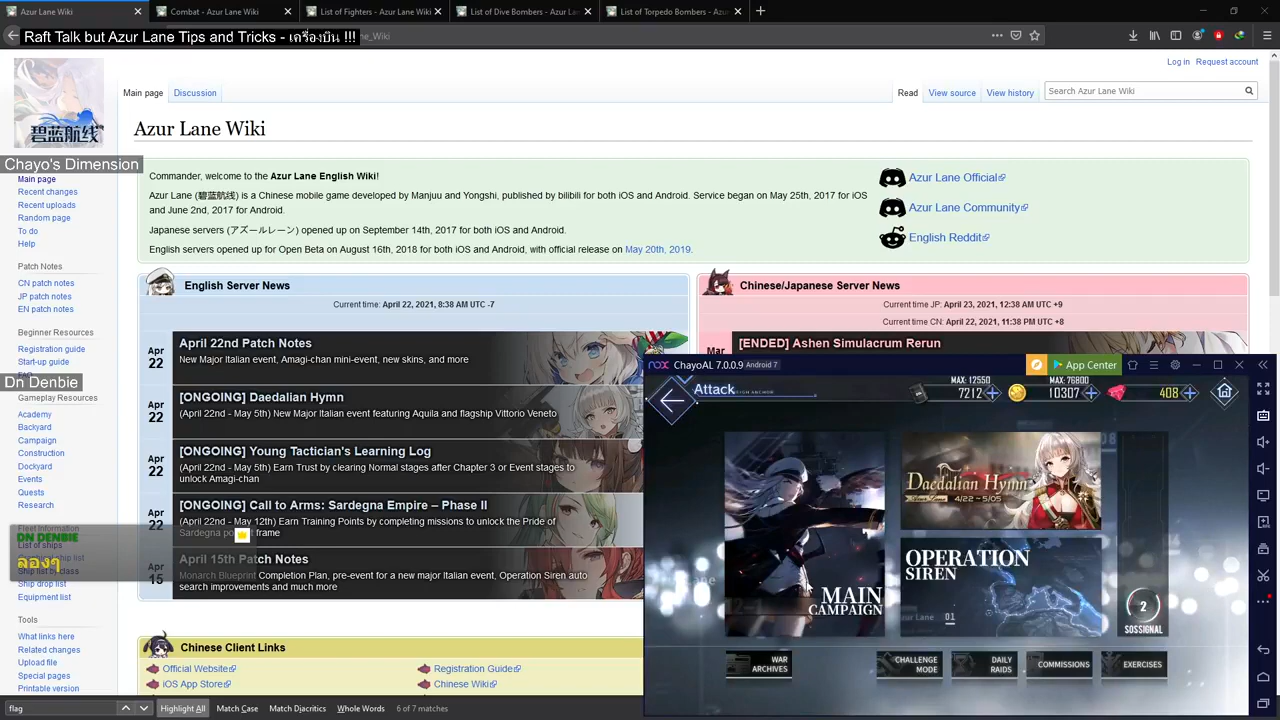 Azur Lane Wiki
Combat - Azur Lane Wiki
List of Fighters - Azur Lane Wiki
List of Dive Bombers - Azur Lan
List of Torpedo Bombers - Azur
Raft Talk but Azur Lane Tips and Tricks - เครื่องบิน !!!
Log in Request account
Main page Discussion
Read View source View history
Search Azur Lane Wiki
碧蓝航线
Azur Lane Wiki
Chayo's Dimension
Main page
Recent changes
Recent uploads
Random page
To do
Help
Patch Notes
CN patch notes
JP patch notes
EN patch notes
Beginner Resources
Registration guide
Start-up guide
Dn Denbie
Gameplay Resources
Academy
Backyard
Campaign
Construction
Dockyard
Events
Quests
Research
Fleet Information
List of ships
DN DENBIE
ลองๆ
Ship list by class
Ship drop list
Equipment list
Tools
What links here
Related changes
Upload file
Special pages
Printable version
Commander, welcome to the Azur Lane English Wiki!
Azur Lane (碧蓝航线) is a Chinese mobile game developed by Manjuu and Yongshi, published by bilibili for both iOS and Android. Service began on May 25th, 2017 for iOS
and June 2nd, 2017 for Android.
Japanese servers (アズールレーン) opened up on September 14th, 2017 for both iOS and Android.
English servers opened up for Open Beta on August 16th, 2018 for both iOS and Android, with official release on May 20th, 2019.
Azur Lane Official
Azur Lane Community
English Reddit
English Server News
Current time: April 22, 2021, 8:38 AM UTC -7
Apr 22
April 22nd Patch Notes
New Major Italian event, Amagi-chan mini-event, new skins, and more
Apr 22
[ONGOING] Daedalian Hymn
(April 22nd - May 5th) New Major Italian event featuring Aquila and flagship Vittorio Veneto
Apr 22
[ONGOING] Young Tactician's Learning Log
(April 22nd - May 5th) Earn Trust by clearing Normal stages after Chapter 3 or Event stages to
unlock Amagi-chan
Apr 22
[ONGOING] Call to Arms: Sardegna Empire – Phase II
(April 22nd - May 12th) Earn Training Points by completing missions to unlock the Pride of
Sardegna portrait frame
Apr 15
April 15th Patch Notes
Monarch Blueprint Completion Plan, pre-event for a new major Italian event, Operation Siren auto
search improvements and much more
Chinese/Japanese Server News
Current time JP: April 23, 2021, 12:38 AM UTC +9
Current time CN: April 22, 2021, 11:38 PM UTC +8
Mar
[ENDED] Ashen Simulacrum Rerun
Chinese Client Links
Official Website
Registration Guide
iOS App Store
Chinese Wiki
nox ChayoAL 7.0.0.9 Android 7
App Center
Attack
MAX: 12550
7212
MAX: 76800
10307
408
MAIN
CAMPAIGN
Daedalian Hymn
4/22 ~ 5/05
OPERATION
SIREN
01
2
SOSSIGNAL
WAR
ARCHIVES
CHALLENGE
MODE
DAILY
RAIDS
COMMISSIONS
EXERCISES
flag
Highlight All Match Case Match Diacritics Whole Words 6 of 7 matches